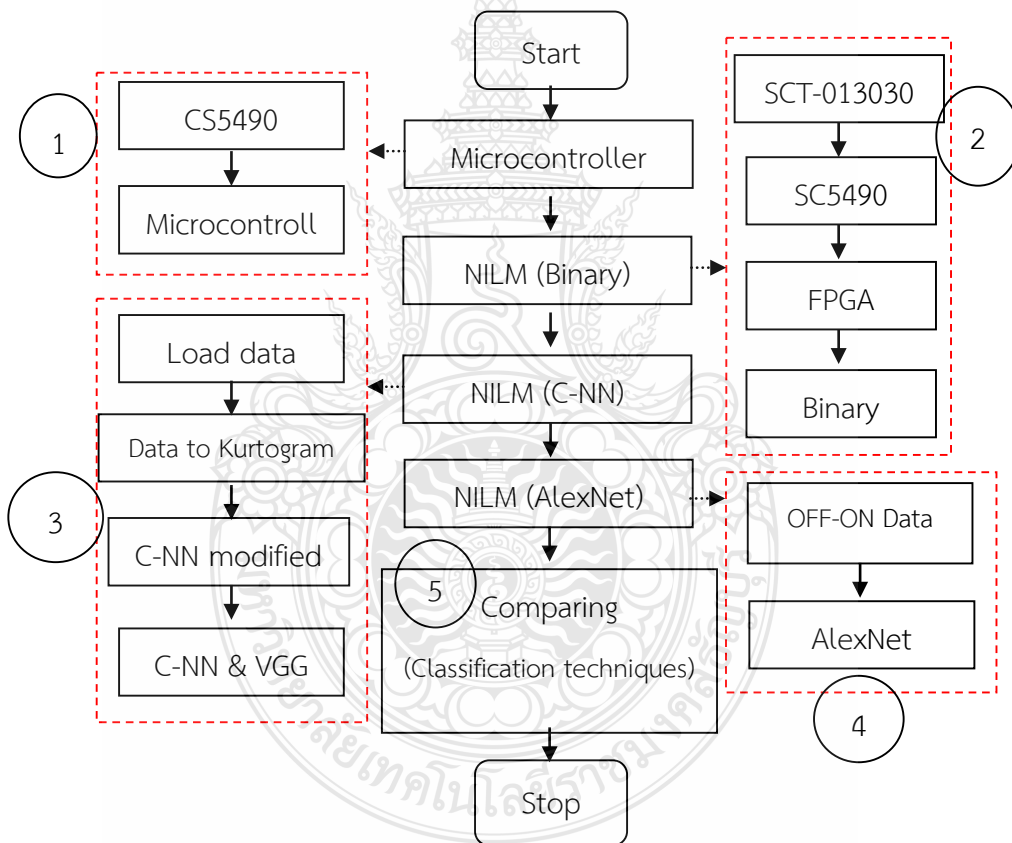 Start
1
CS5490
Microcontroll
Microcontroller
SCT-013030
2
SC5490
FPGA
Binary
NILM (Binary)
3
Load data
Data to Kurtogram
C-NN modified
C-NN & VGG
NILM (C-NN)
NILM (AlexNet)
OFF-ON Data
AlexNet
4
5
Comparing
(Classification techniques)
Stop